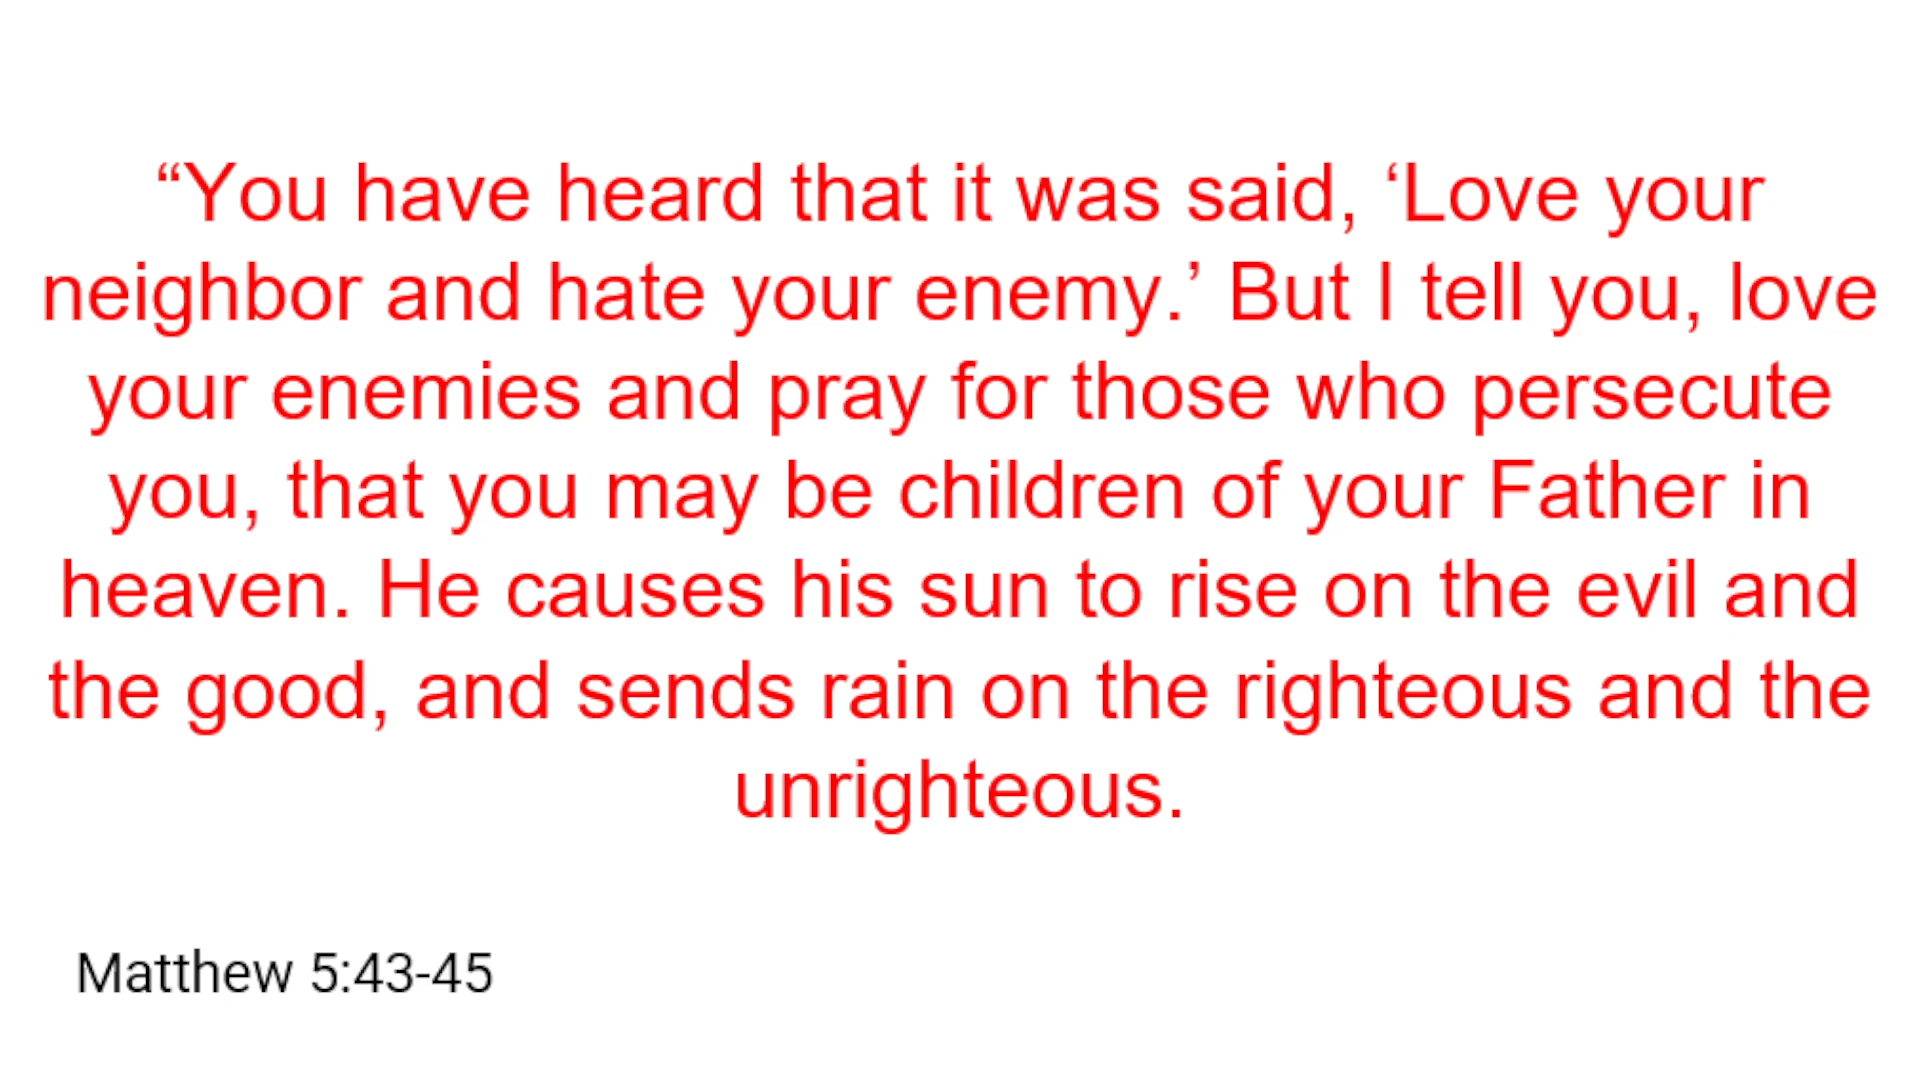 “You have heard that it was said, ‘Love your
neighbor and hate your enemy.’ But I tell you, love
your enemies and pray for those who persecute
you, that you may be children of your Father in
heaven. He causes his sun to rise on the evil and
the good, and sends rain on the righteous and the
unrighteous.
Matthew 5:43-45